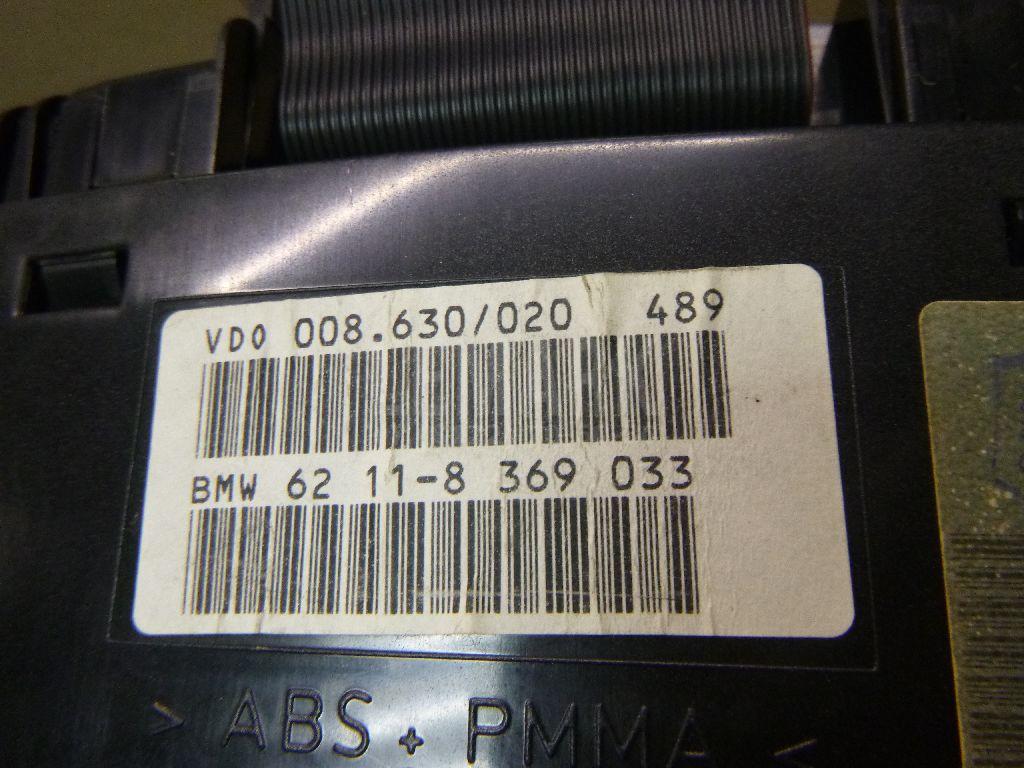 VDO 008.630/020 489
BMW 62 11-8 369 033
> ABS + PMMA <